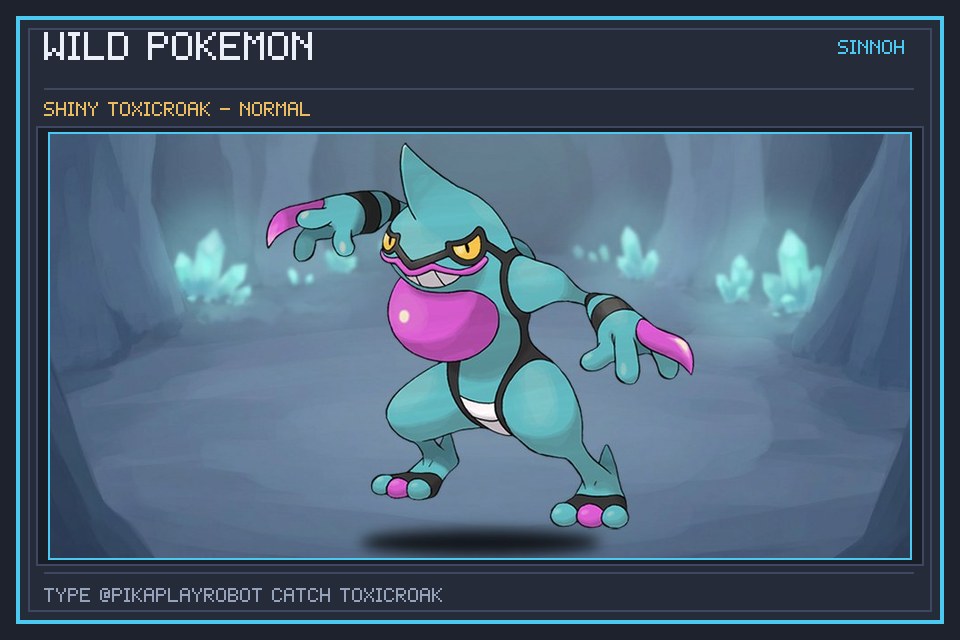 WILD POKEMON
SINNOH
SHINY TOXICROAK - NORMAL
TYPE @PIKAPLAYROBOT CATCH TOXICROAK